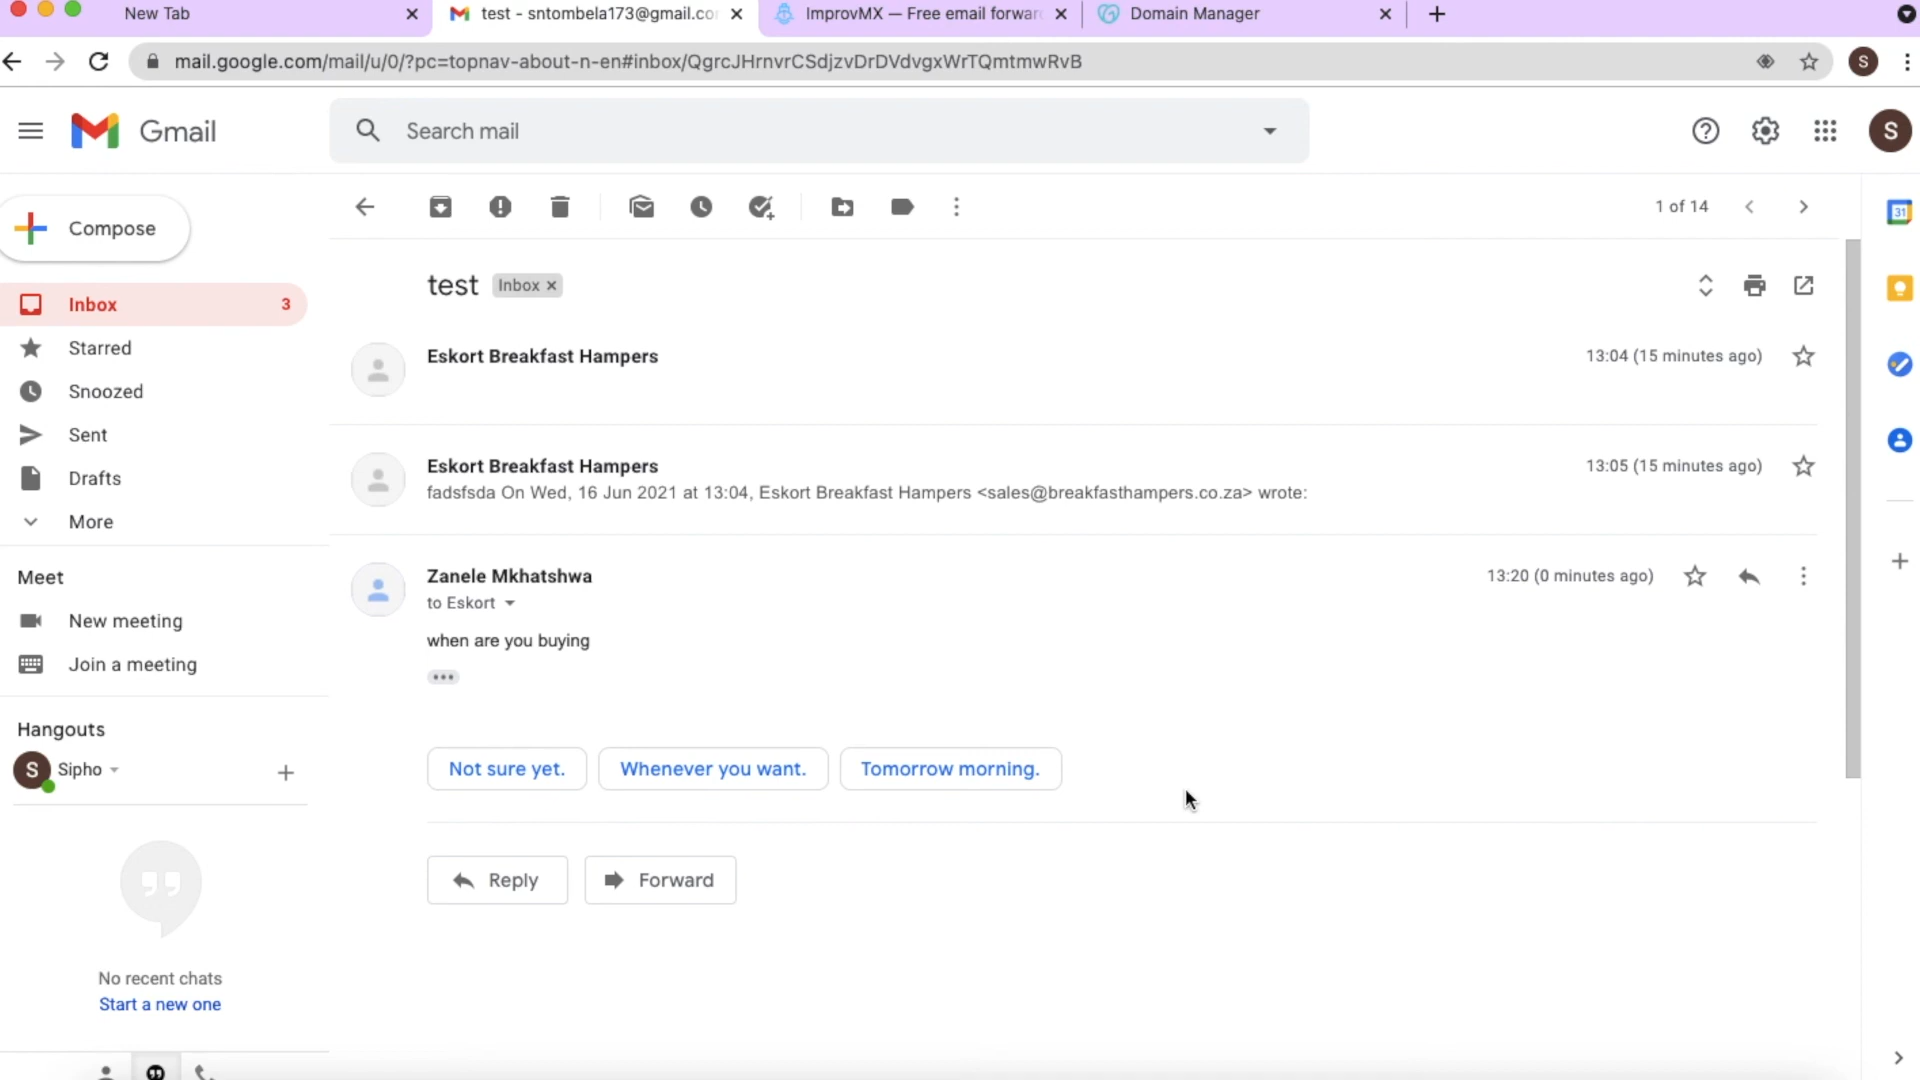 New Tab
test - sntombela173@gmail.co
ImprovMX — Free email forwar
Domain Manager
mail.google.com/mail/u/0/?pc=topnav-about-n-en#inbox/QgrcJHrnvrCSdjzvDrDVdvgxWrTQmtmwRvB
S
Gmail
Search mail
S
Compose
1 of 14
31
test
Inbox ×
Inbox
3
Starred
Snoozed
Sent
Drafts
More
Eskort Breakfast Hampers
13:04 (15 minutes ago)
Eskort Breakfast Hampers
13:05 (15 minutes ago)
fadsfsda On Wed, 16 Jun 2021 at 13:04, Eskort Breakfast Hampers <sales@breakfasthampers.co.za> wrote:
Zanele Mkhatshwa
13:20 (0 minutes ago)
to Eskort
when are you buying
Meet
New meeting
Join a meeting
Hangouts
S
Sipho
Not sure yet.
Whenever you want.
Tomorrow morning.
Reply
Forward
No recent chats
Start a new one